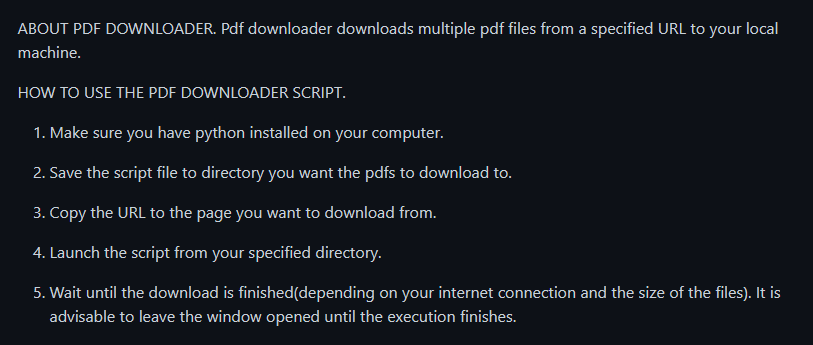 ABOUT PDF DOWNLOADER. Pdf downloader downloads multiple pdf files from a specified URL to your local
machine.
HOW TO USE THE PDF DOWNLOADER SCRIPT.
1. Make sure you have python installed on your computer.
2. Save the script file to directory you want the pdfs to download to.
3. Copy the URL to the page you want to download from.
4. Launch the script from your specified directory.
5. Wait until the download is finished(depending on your internet connection and the size of the files). It is
advisable to leave the window opened until the execution finishes.